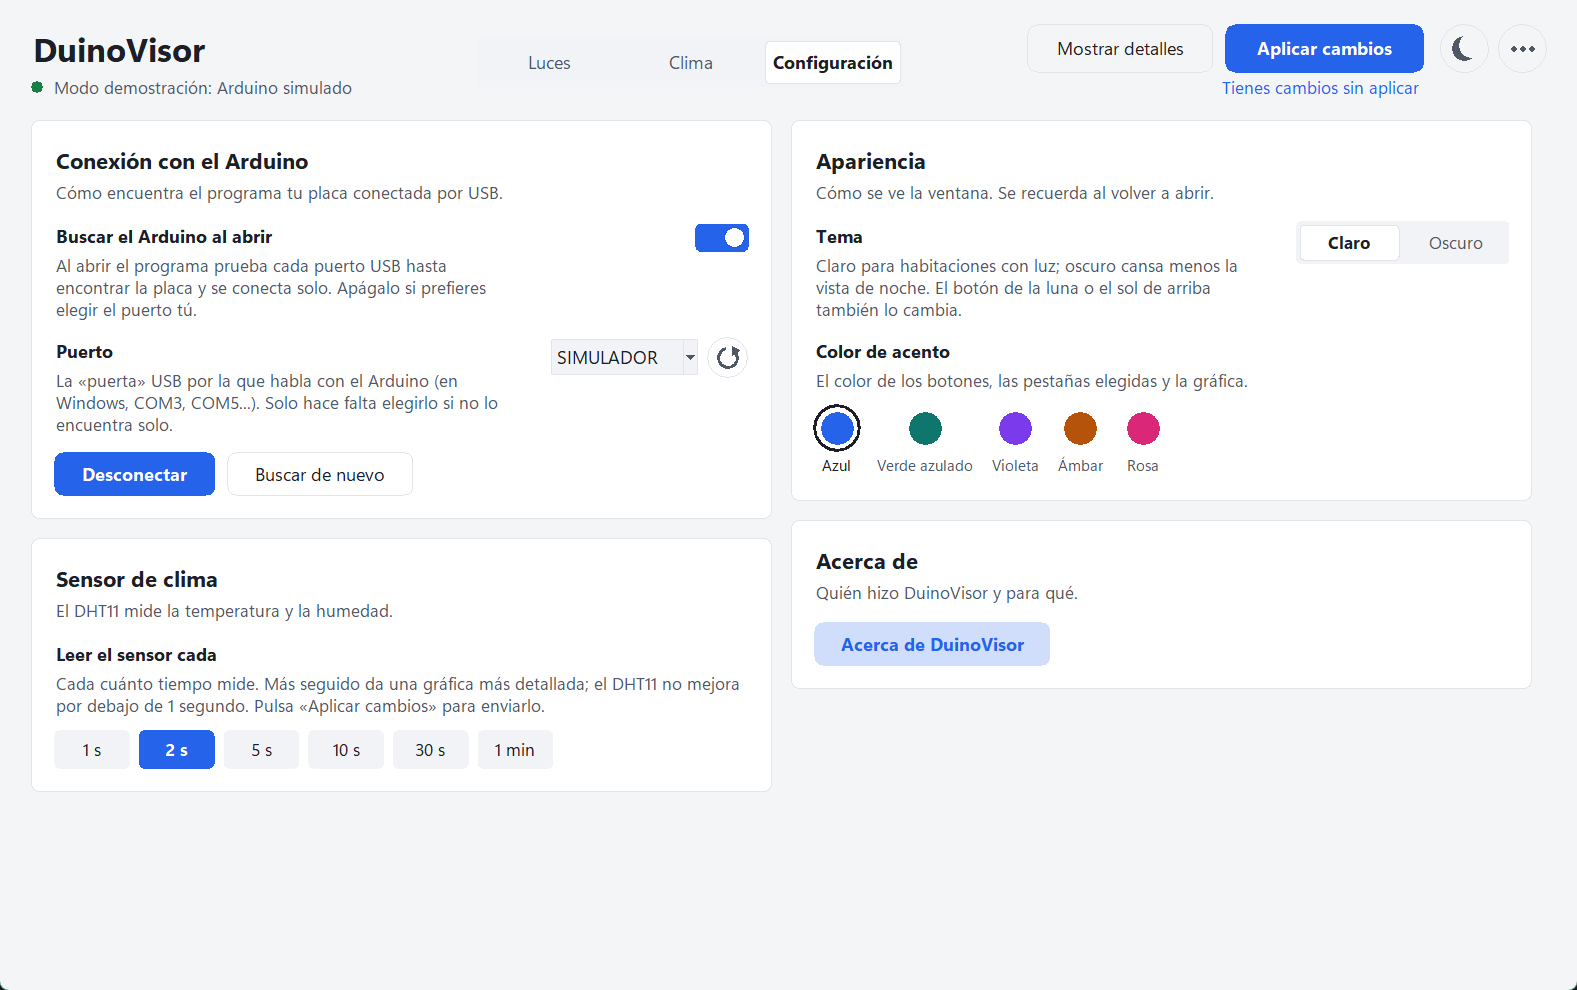 DuinoVisor
Modo demostración: Arduino simulado
Luces
Clima
Configuración
Mostrar detalles
Aplicar cambios
Tienes cambios sin aplicar
Conexión con el Arduino
Cómo encuentra el programa tu placa conectada por USB.
Buscar el Arduino al abrir
Al abrir el programa prueba cada puerto USB hasta
encontrar la placa y se conecta solo. Apágalo si prefieres
elegir el puerto tú.
Puerto
La «puerta» USB por la que habla con el Arduino (en
Windows, COM3, COM5...). Solo hace falta elegirlo si no lo
encuentra solo.
SIMULADOR
Desconectar
Buscar de nuevo
Sensor de clima
El DHT11 mide la temperatura y la humedad.
Leer el sensor cada
Cada cuánto tiempo mide. Más seguido da una gráfica más detallada; el DHT11 no mejora
por debajo de 1 segundo. Pulsa «Aplicar cambios» para enviarlo.
1 s
2 s
5 s
10 s
30 s
1 min
Apariencia
Cómo se ve la ventana. Se recuerda al volver a abrir.
Tema
Claro para habitaciones con luz; oscuro cansa menos la
vista de noche. El botón de la luna o el sol de arriba
también lo cambia.
Claro
Oscuro
Color de acento
El color de los botones, las pestañas elegidas y la gráfica.
Azul
Verde azulado
Violeta
Ámbar
Rosa
Acerca de
Quién hizo DuinoVisor y para qué.
Acerca de DuinoVisor